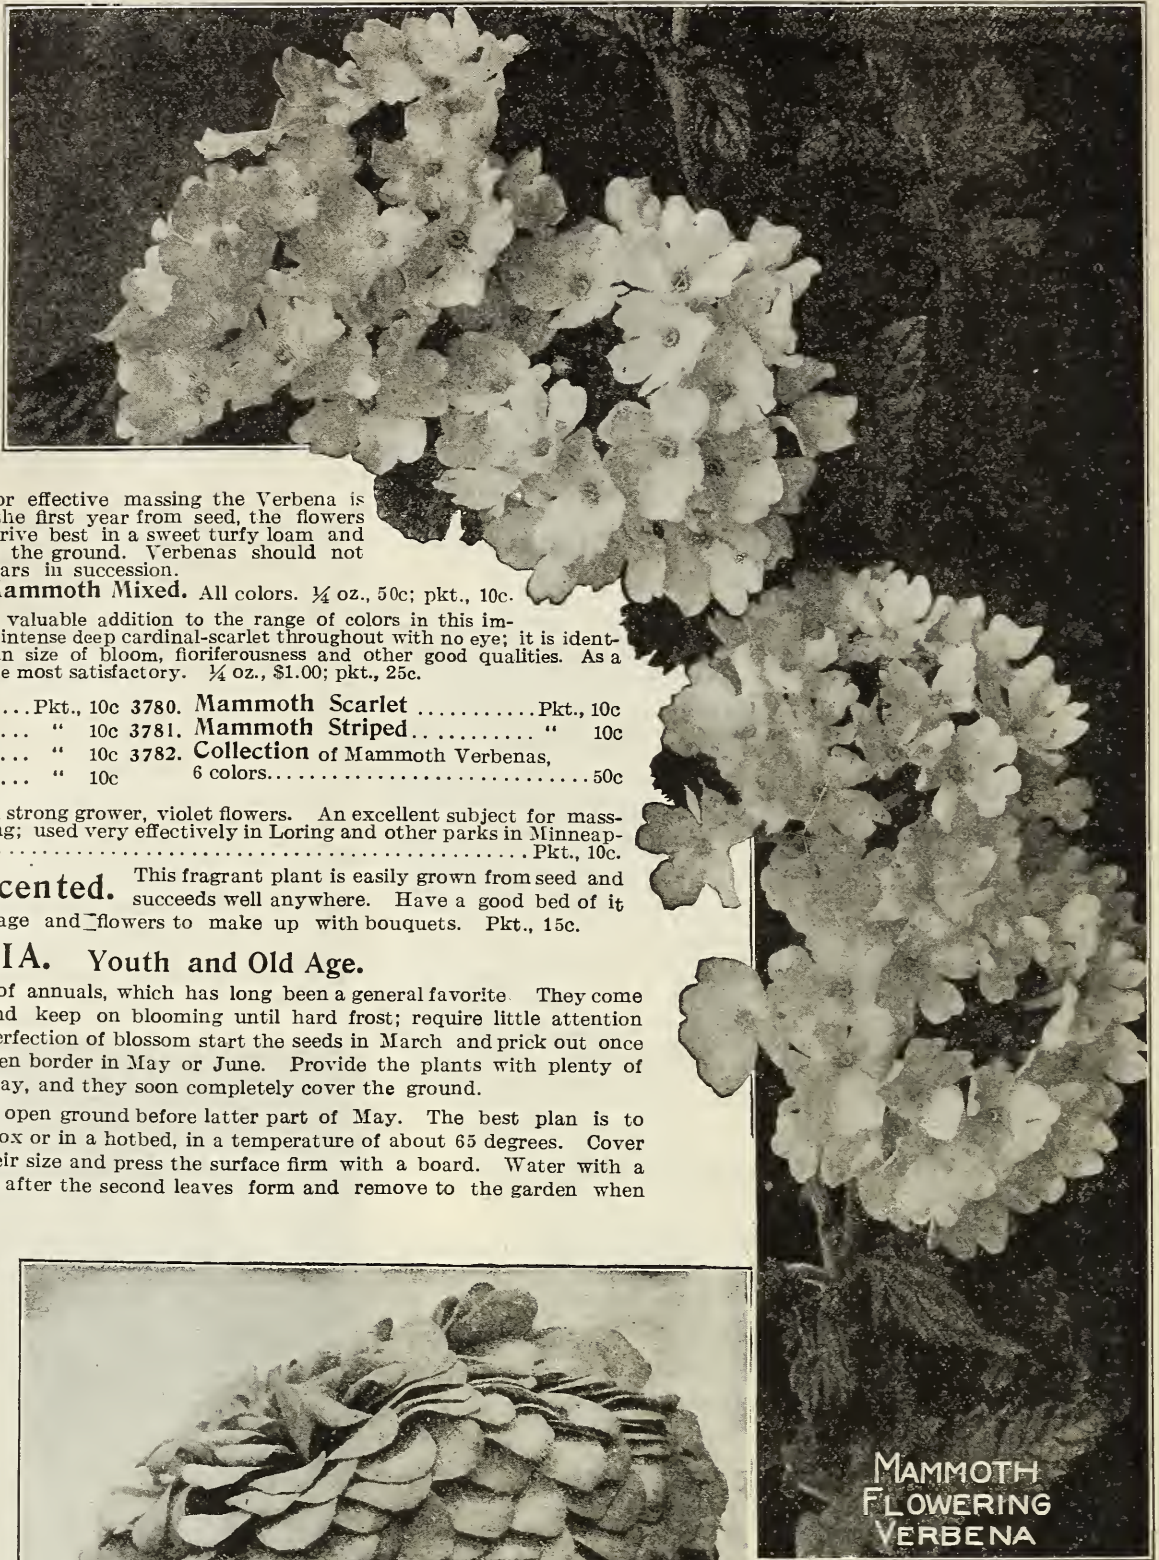 or effective massing the Verbena is
the first year from seed, the flowers
rive best in a sweet turfy loam and
the ground. Verbenas should not
ars in succession.
ammoth Mixed. All colors. ¼ oz., 50c; pkt., 10c.
valuable addition to the range of colors in this im-
intense deep cardinal-scarlet throughout with no eye; it is ident-
n size of bloom, fioriferousness and other good qualities. As a
e most satisfactory. ¼ oz., $1.00; pkt., 25c.
...Pkt., 10c 3780. Mammoth Scarlet ...........Pkt., 10c
... “ 10c 3781. Mammoth Striped........... “ 10c
... “ 10c 3782. Collection of Mammoth Verbenas,
... “ 10c 6 colors.................................50c
strong grower, violet flowers. An excellent subject for mass-
ng; used very effectively in Loring and other parks in Minneap-
..................................................Pkt., 10c.
cented. This fragrant plant is easily grown from seed and
succeeds well anywhere. Have a good bed of it
age and flowers to make up with bouquets. Pkt., 15c.
IA. Youth and Old Age.
of annuals, which has long been a general favorite They come
nd keep on blooming until hard frost; require little attention
erfection of blossom start the seeds in March and prick out once
en border in May or June. Provide the plants with plenty of
ay, and they soon completely cover the ground.
open ground before latter part of May. The best plan is to
ox or in a hotbed, in a temperature of about 65 degrees. Cover
eir size and press the surface firm with a board. Water with a
after the second leaves form and remove to the garden when
MAMMOTH
FLOWERING
VERBENA